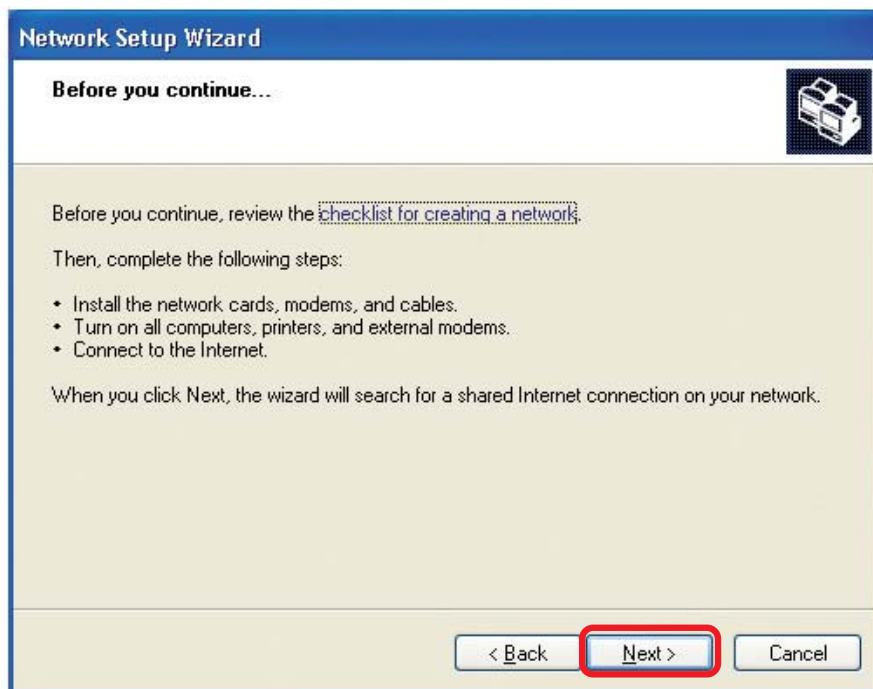 Network Setup Wizard
Before you continue...
Before you continue, review the checklist for creating a network.
Then, complete the following steps:
• Install the network cards, modems, and cables.
• Turn on all computers, printers, and external modems.
• Connect to the Internet.
When you click Next, the wizard will search for a shared Internet connection on your network.
< Back Next > Cancel